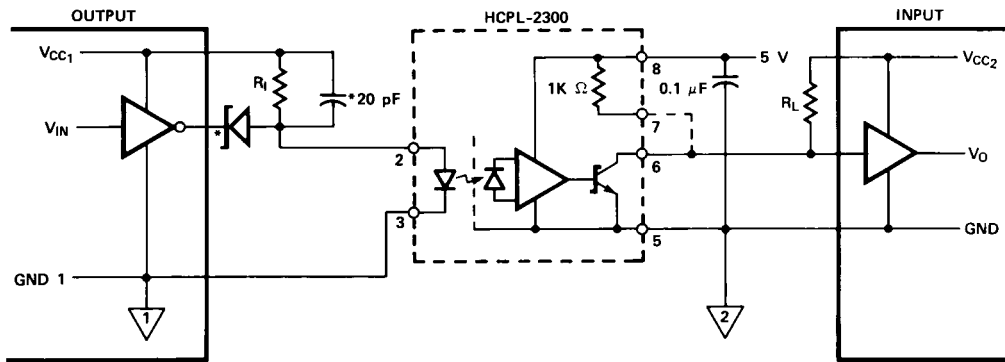 OUTPUT
HCPL-2300
INPUT
VCC1
8
5 V
VCC2
RI
*20 pF
1K Ω
0.1 μF
RL
7
VIN
*
2
6
VO
3
5
GND
GND 1
1
2